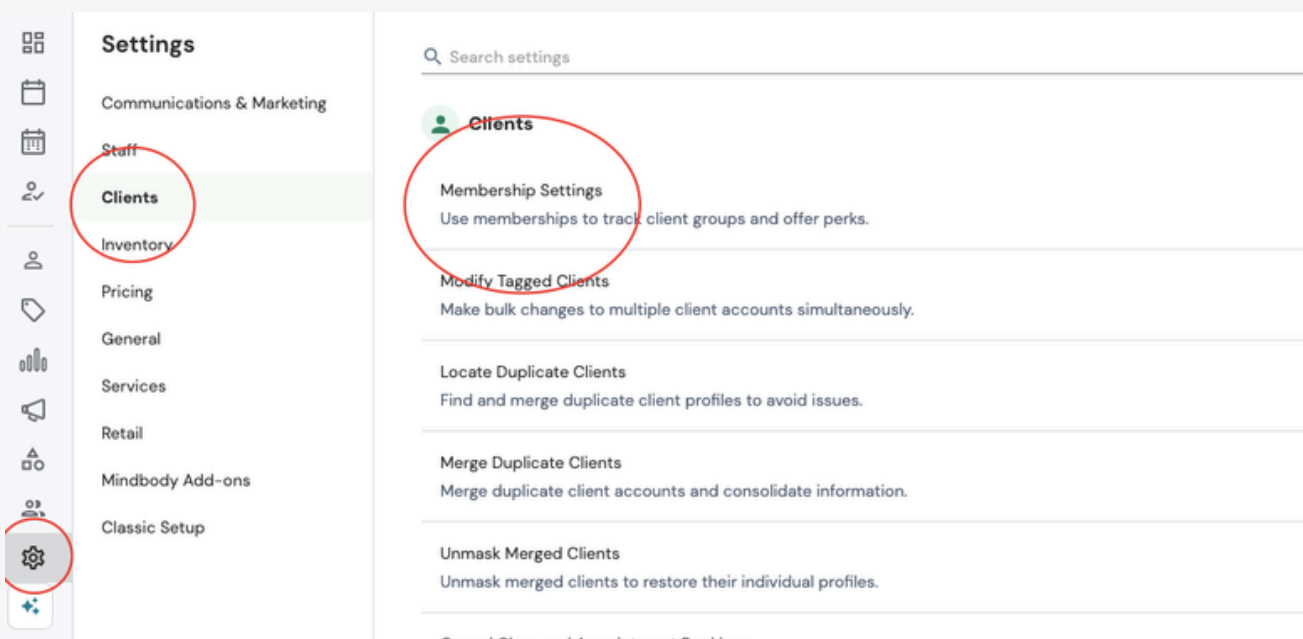 Settings
Communications & Marketing
Staff
Clients
Inventory
Pricing
General
Services
Retail
Mindbody Add-ons
Classic Setup
Search settings
Clients
Membership Settings
Use memberships to track client groups and offer perks.
Modify Tagged Clients
Make bulk changes to multiple client accounts simultaneously.
Locate Duplicate Clients
Find and merge duplicate client profiles to avoid issues.
Merge Duplicate Clients
Merge duplicate client accounts and consolidate information.
Unmask Merged Clients
Unmask merged clients to restore their individual profiles.